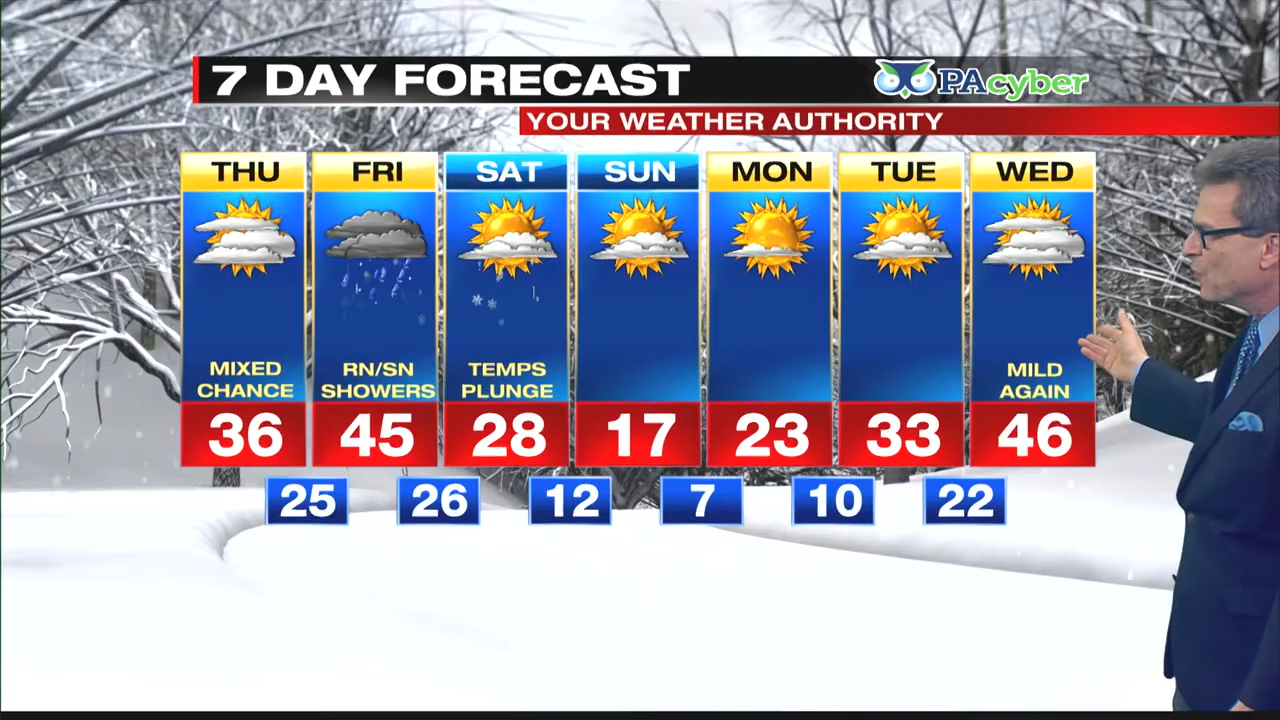 7 DAY FORECAST
PAcyber
YOUR WEATHER AUTHORITY
THU FRI SAT SUN MON TUE WED
MIXED CHANCE
RN/SN SHOWERS
TEMPS PLUNGE
MILD AGAIN
36 45 28 17 23 33 46
25 26 12 7 10 22